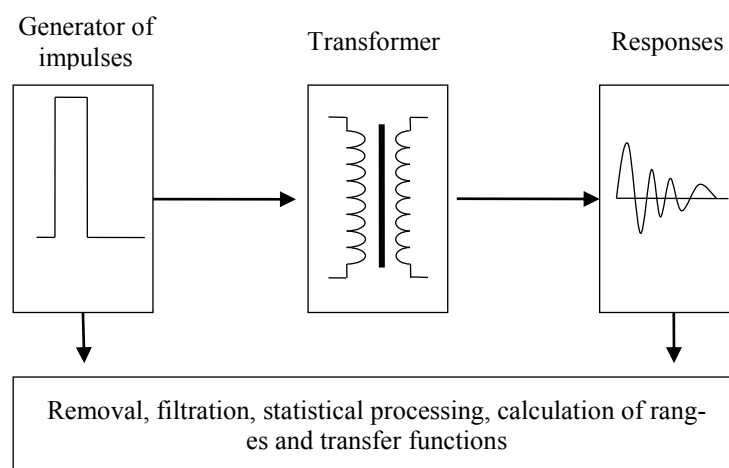 Generator of
impulses
Transformer
Responses
Removal, filtration, statistical processing, calculation of rang-
es and transfer functions